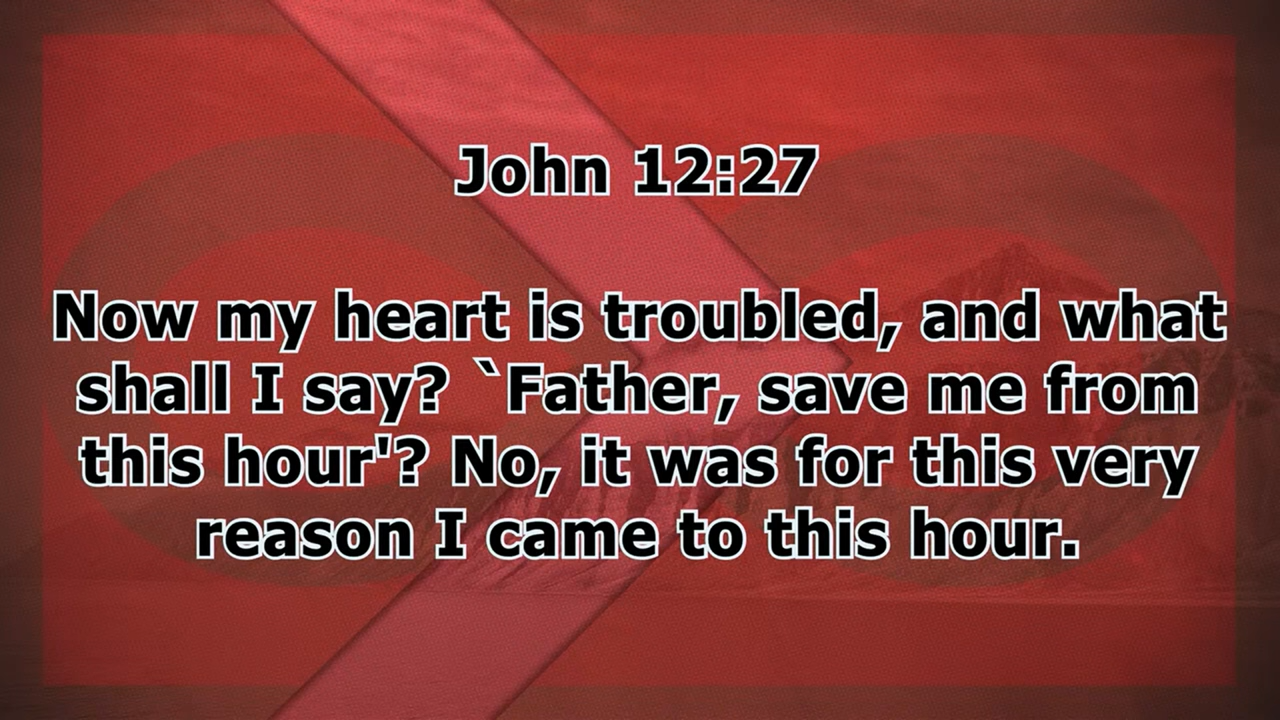 John 12:27
Now my heart is troubled, and what
shall I say? `Father, save me from
this hour'? No, it was for this very
reason I came to this hour.